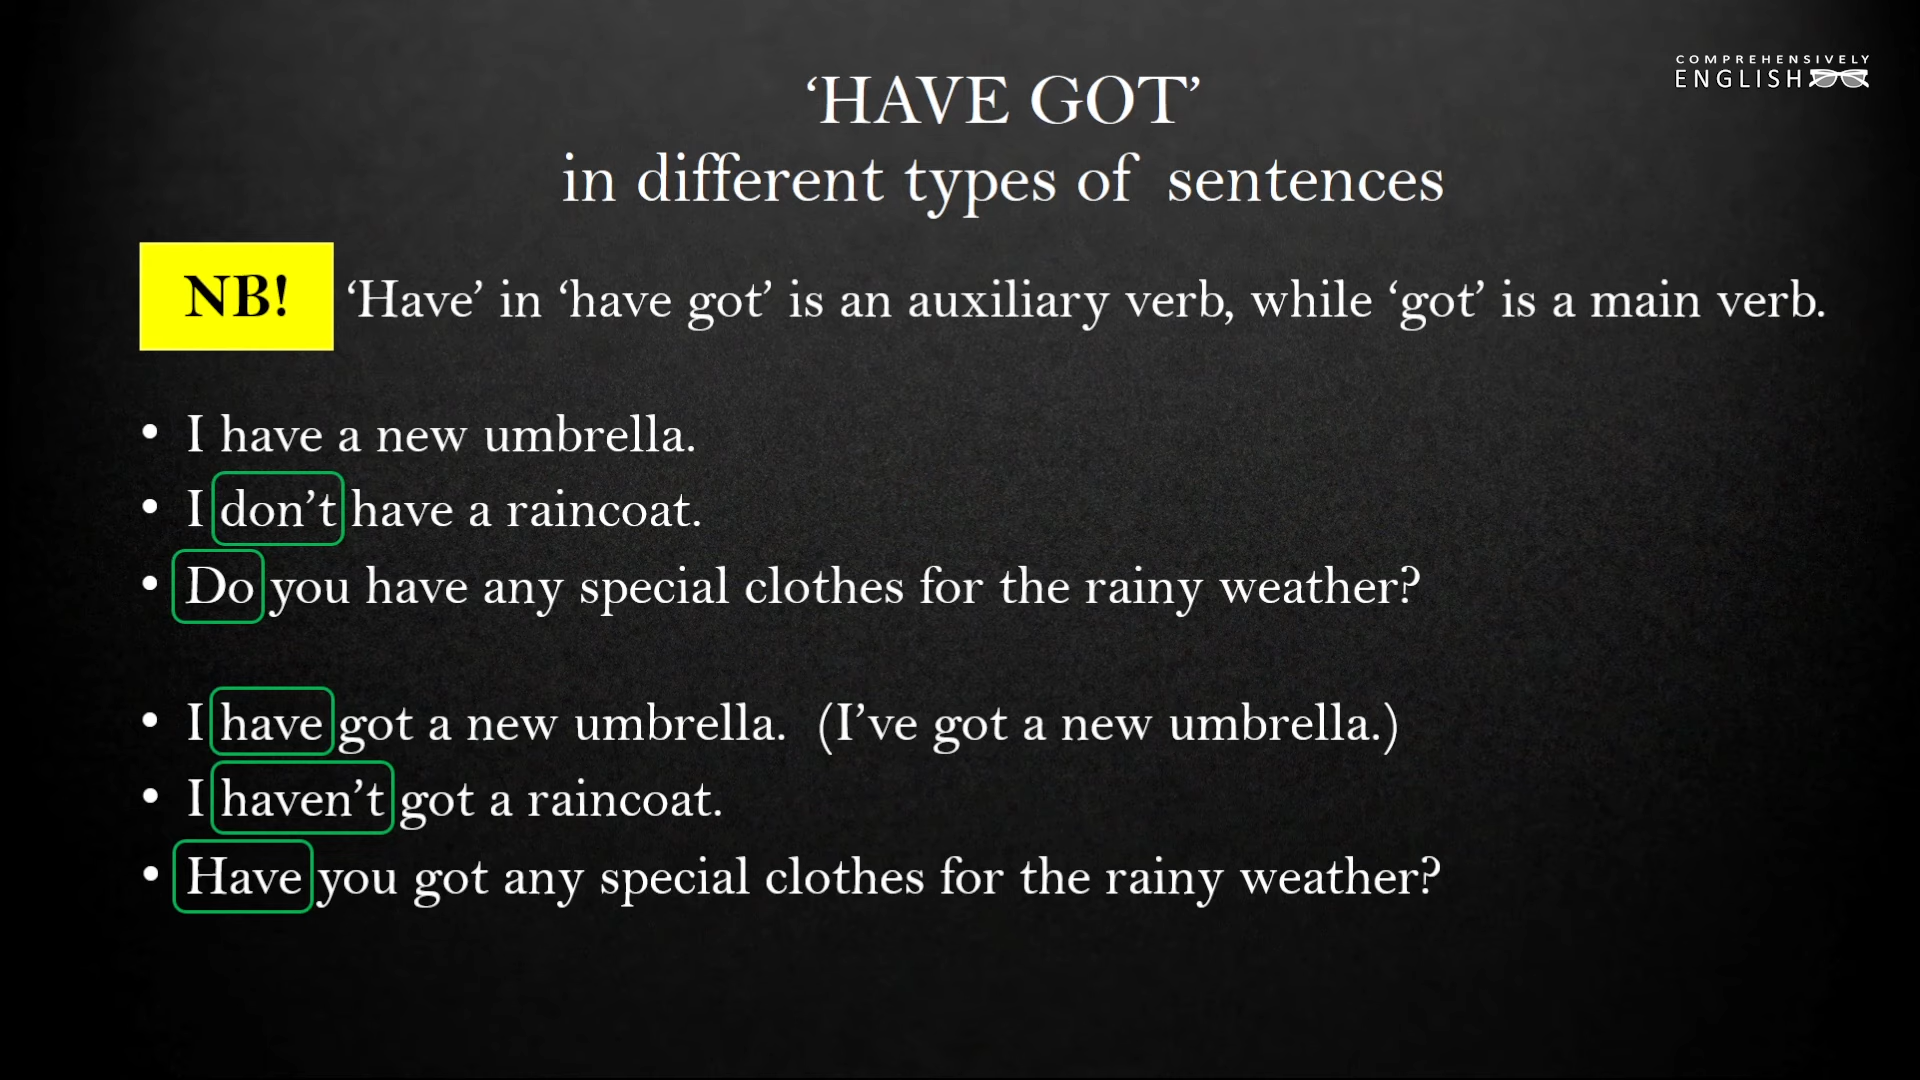 COMPREHENSIVELY
ENGLISH
‘HAVE GOT’
in different types of sentences
NB! ‘Have’ in ‘have got’ is an auxiliary verb, while ‘got’ is a main verb.
• I have a new umbrella.
• I don’t have a raincoat.
• Do you have any special clothes for the rainy weather?
• I have got a new umbrella. (I’ve got a new umbrella.)
• I haven’t got a raincoat.
• Have you got any special clothes for the rainy weather?